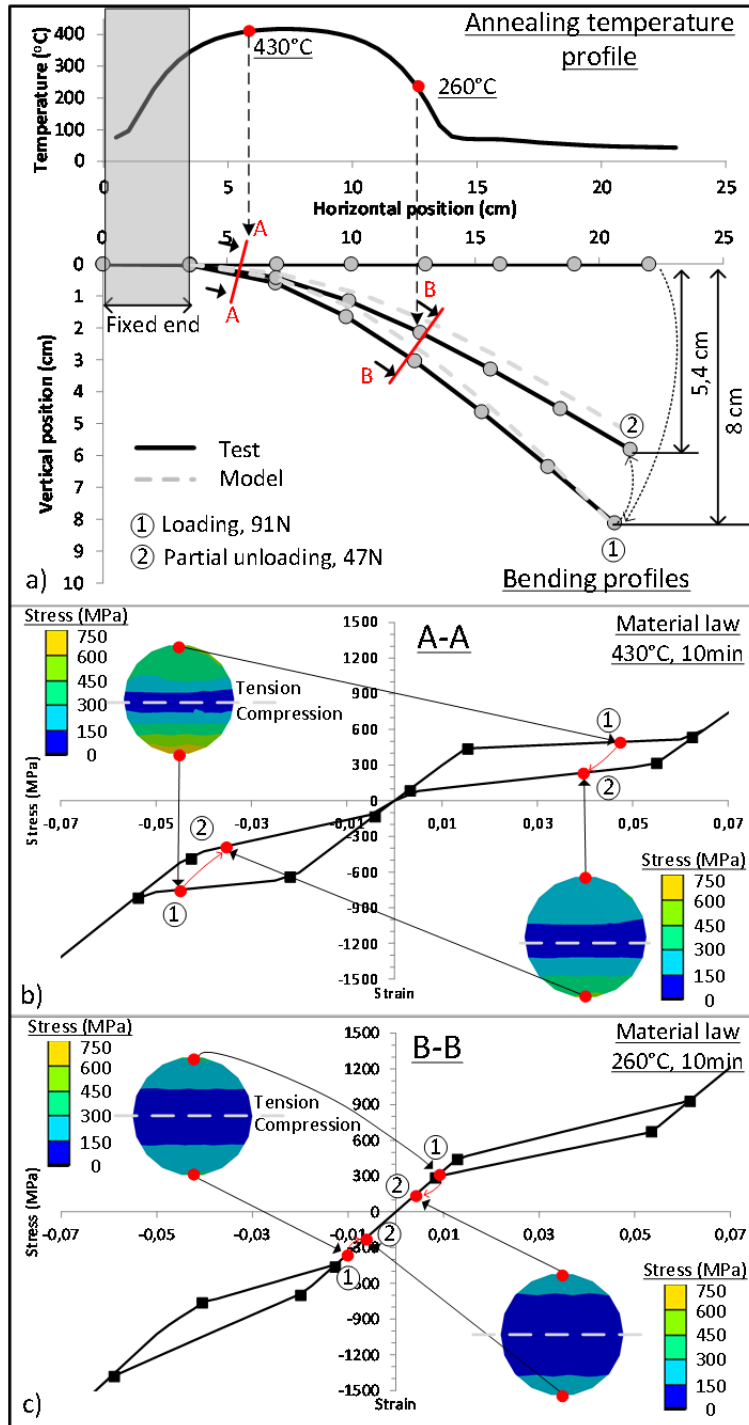 Annealing temperature
profile
Temperature (°C)
400
300
200
100
0
430°C
260°C
0 5 10 15 20 25
Horizontal position (cm)
0 5 10 15 20 25
A
A
B
B
Fixed end
Vertical position (cm)
0
1
2
3
4
5
6
7
8
9
10
5,4 cm
8 cm
Test
Model
1 Loading, 91N
2 Partial unloading, 47N
2
1
Bending profiles
a)
Stress (MPa)
750
600
450
300
150
0
Tension
Compression
A-A
Material law
430°C, 10min
1500
1200
900
600
300
0
-300
-600
-900
-1200
-1500
Stress (MPa)
-0,07 -0,05 -0,03 0,01 0,03 0,05 0,07
1
2
2
1
Stress (MPa)
750
600
450
300
150
0
Strain
b)
Stress (MPa)
750
600
450
300
150
0
Tension
Compression
B-B
Material law
260°C, 10min
1500
1200
900
600
300
0
-300
-600
-900
-1200
-1500
Stress (MPa)
-0,07 -0,05 -0,03 -0,01 0,01 0,03 0,05 0,07
1
2
2
1
Stress (MPa)
750
600
450
300
150
0
Strain
c)